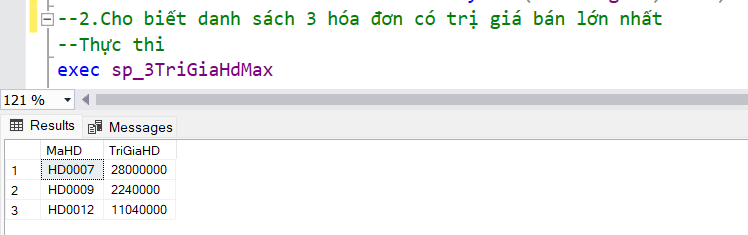 --2.Cho biết danh sách 3 hóa đơn có trị giá bán lớn nhất
--Thực thi
exec sp_3TriGiaHdMax
121 %
Results Messages
MaHD TriGiaHD
1 HD0007 28000000
2 HD0009 2240000
3 HD0012 11040000